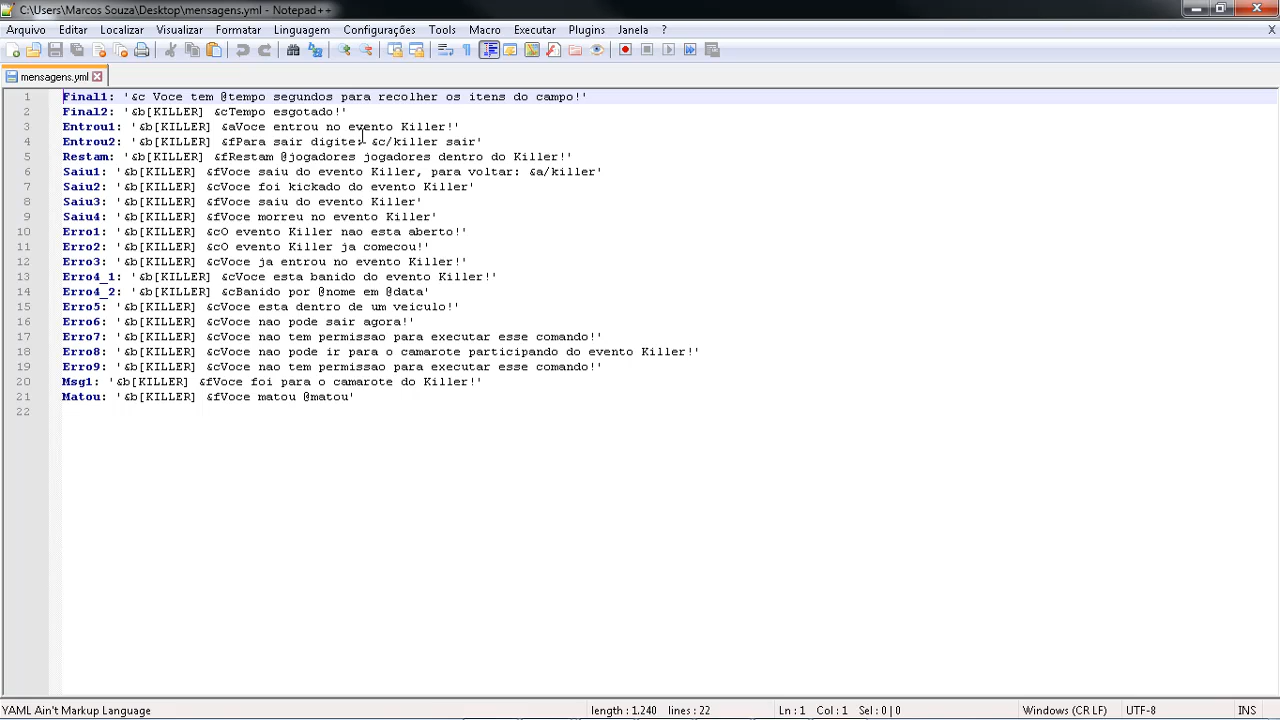 C:\Users\Marcos Souza\Desktop\mensagens.yml - Notepad++
Arquivo Editar Localizar Visualizar Formatar Linguagem Configurações Tools Macro Executar Plugins Janela ? X
mensagens.yml
1 Final1: '&c Voce tem @tempo segundos para recolher os itens do campo!'
2 Final2: '&b[KILLER] &cTempo esgotado!'
3 Entrou1: '&b[KILLER] &aVoce entrou no evento Killer!'
4 Entrou2: '&b[KILLER] &fPara sair digite: &c/killer sair'
5 Restam: '&b[KILLER] &fRestam @jogadores jogadores dentro do Killer!'
6 Saiu1: '&b[KILLER] &fVoce saiu do evento Killer, para voltar: &a/killer'
7 Saiu2: '&b[KILLER] &cVoce foi kickado do evento Killer'
8 Saiu3: '&b[KILLER] &fVoce saiu do evento Killer'
9 Saiu4: '&b[KILLER] &fVoce morreu no evento Killer'
10 Erro1: '&b[KILLER] &cO evento Killer nao esta aberto!'
11 Erro2: '&b[KILLER] &cO evento Killer ja comecou!'
12 Erro3: '&b[KILLER] &cVoce ja entrou no evento Killer!'
13 Erro4_1: '&b[KILLER] &cVoce esta banido do evento Killer!'
14 Erro4_2: '&b[KILLER] &cBanido por @nome em @data'
15 Erro5: '&b[KILLER] &cVoce esta dentro de um veiculo!'
16 Erro6: '&b[KILLER] &cVoce nao pode sair agora!'
17 Erro7: '&b[KILLER] &cVoce nao tem permissao para executar esse comando!'
18 Erro8: '&b[KILLER] &cVoce nao pode ir para o camarote participando do evento Killer!'
19 Erro9: '&b[KILLER] &cVoce nao tem permissao para executar esse comando!'
20 Msg1: '&b[KILLER] &fVoce foi para o camarote do Killer!'
21 Matou: '&b[KILLER] &fVoce matou @matou'
22
YAML Ain't Markup Language length : 1.240 lines : 22 Ln : 1 Col : 1 Sel : 0 | 0 Windows (CR LF) UTF-8 INS